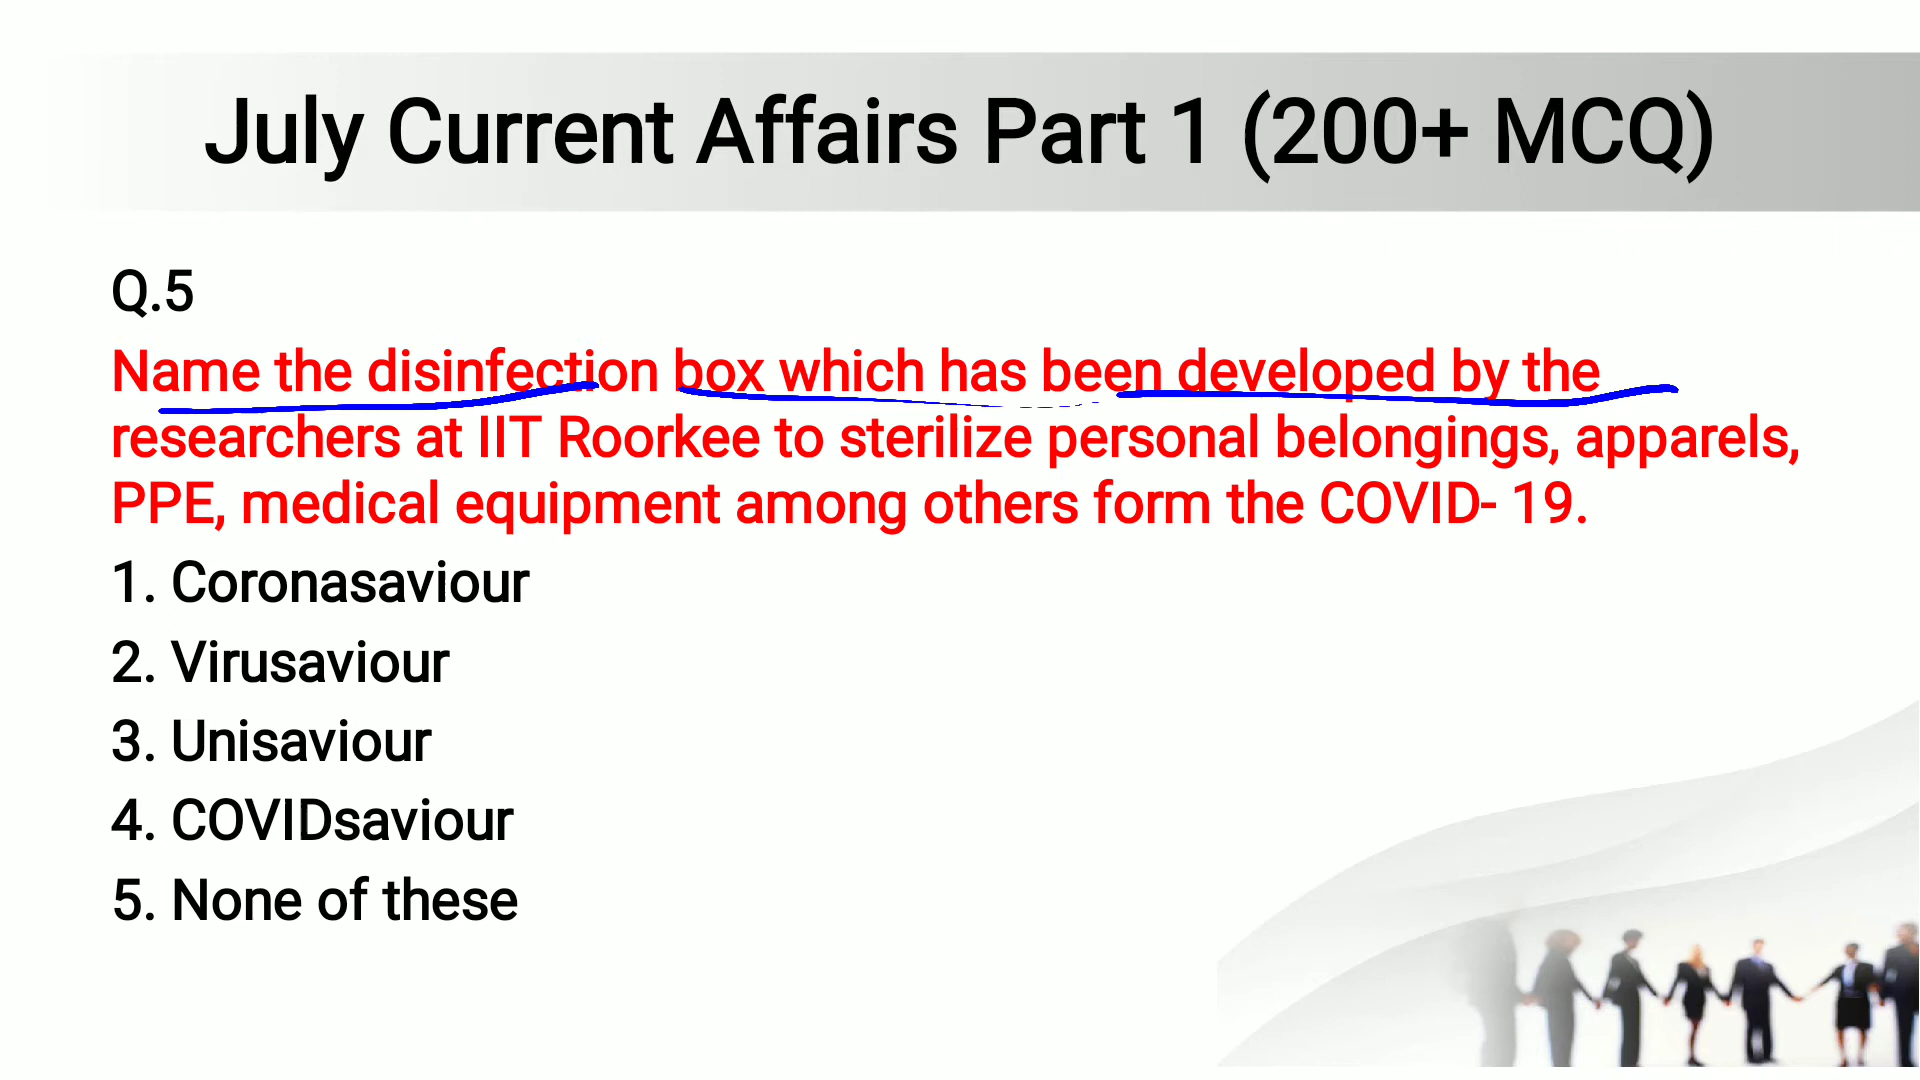 July Current Affairs Part 1 (200+ MCQ)
Q.5
Name the disinfection box which has been developed by the
researchers at IIT Roorkee to sterilize personal belongings, apparels,
PPE, medical equipment among others form the COVID- 19.
1. Coronasaviour
2. Virusaviour
3. Unisaviour
4. COVIDsaviour
5. None of these